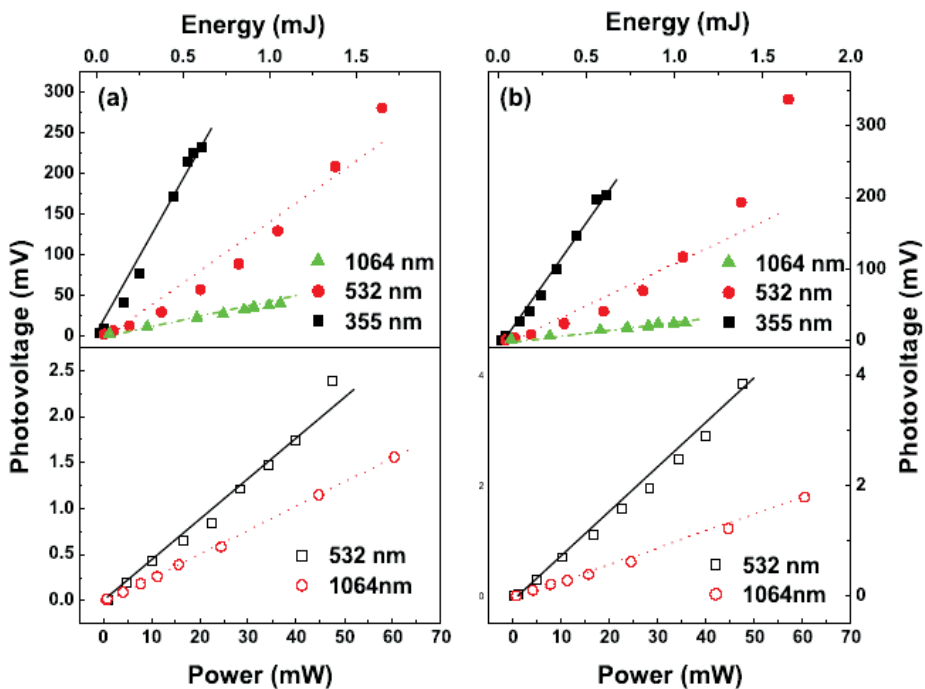 Energy (mJ)
0.0 0.5 1.0 1.5
(a)
300
250
200
150
100
50
0
1064 nm
532 nm
355 nm
Photovoltage (mV)
2.5
2.0
1.5
1.0
0.5
0.0
532 nm
1064nm
0 10 20 30 40 50 60 70
Power (mW)
Energy (mJ)
0.0 0.5 1.0 1.5 2.0
(b)
300
200
100
0
1064 nm
532 nm
355 nm
Photovoltage (mV)
4
2
0
4
2
0
532 nm
1064nm
0 10 20 30 40 50 60 70
Power (mW)